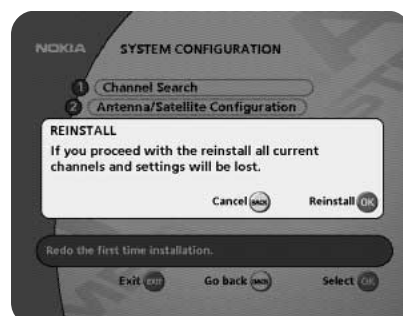 NOKIA
SYSTEM CONFIGURATION
1 Channel Search
2 Antenna/Satellite Configuration
REINSTALL
If you proceed with the reinstall all current
channels and settings will be lost.
Cancel BACK Reinstall OK
Redo the first time installation.
Exit EXIT Go back BACK Select OK